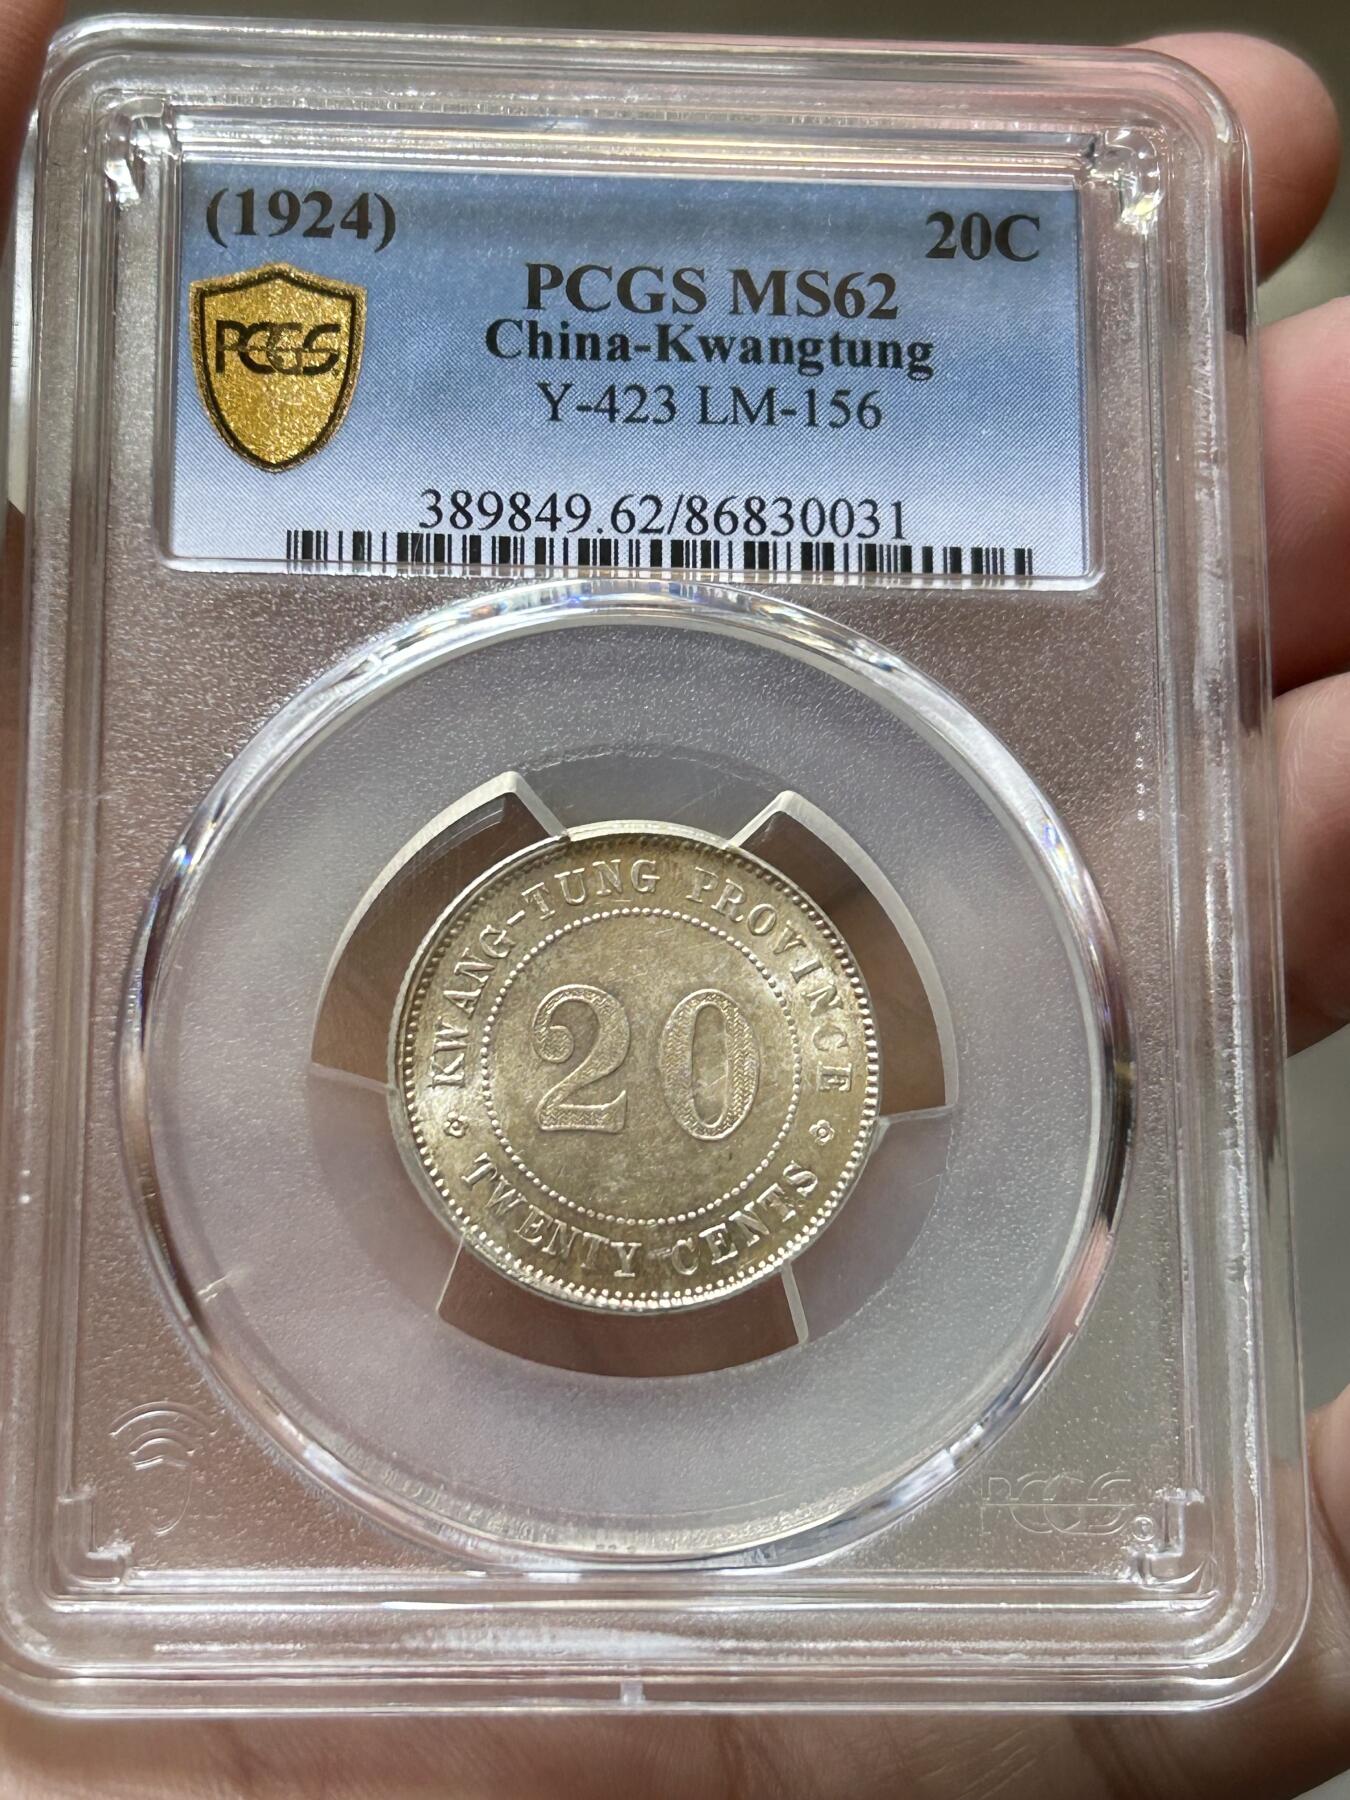 (1924)
20C
PCGS MS62
China-Kwangtung
Y-423 LM-156
PCGS
389849.62/86830031
KWANG-TUNG PROVINCE
20
TWENTY CENTS
PCGS